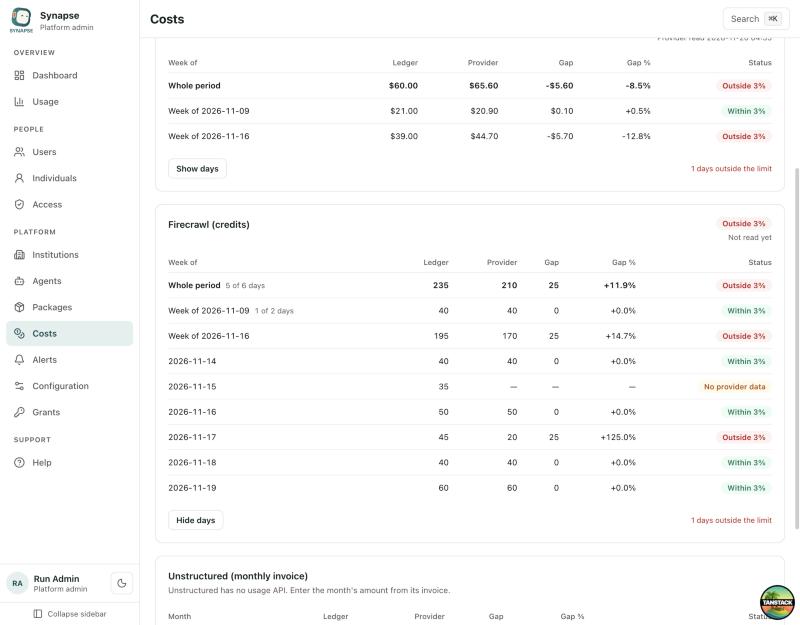 Synapse
Platform admin
SYNAPSE
Costs
Search ⌘K
OVERVIEW
Dashboard
Usage
PEOPLE
Users
Individuals
Access
PLATFORM
Institutions
Agents
Packages
Costs
Alerts
Configuration
Grants
SUPPORT
Help
RA Run Admin
Platform admin
Collapse sidebar
Week of Ledger Provider Gap Gap % Status
Whole period $60.00 $65.60 -$5.60 -8.5% Outside 3%
Week of 2026-11-09 $21.00 $20.90 $0.10 +0.5% Within 3%
Week of 2026-11-16 $39.00 $44.70 -$5.70 -12.8% Outside 3%
Show days 1 days outside the limit
Firecrawl (credits) Outside 3%
Not read yet
Week of Ledger Provider Gap Gap % Status
Whole period 5 of 6 days 235 210 25 +11.9% Outside 3%
Week of 2026-11-09 1 of 2 days 40 40 0 +0.0% Within 3%
Week of 2026-11-16 195 170 25 +14.7% Outside 3%
2026-11-14 40 40 0 +0.0% Within 3%
2026-11-15 35 — — — No provider data
2026-11-16 50 50 0 +0.0% Within 3%
2026-11-17 45 20 25 +125.0% Outside 3%
2026-11-18 40 40 0 +0.0% Within 3%
2026-11-19 60 60 0 +0.0% Within 3%
Hide days 1 days outside the limit
Unstructured (monthly invoice)
Unstructured has no usage API. Enter the month's amount from its invoice.
Month Ledger Provider Gap Gap % Status
TANSTACK